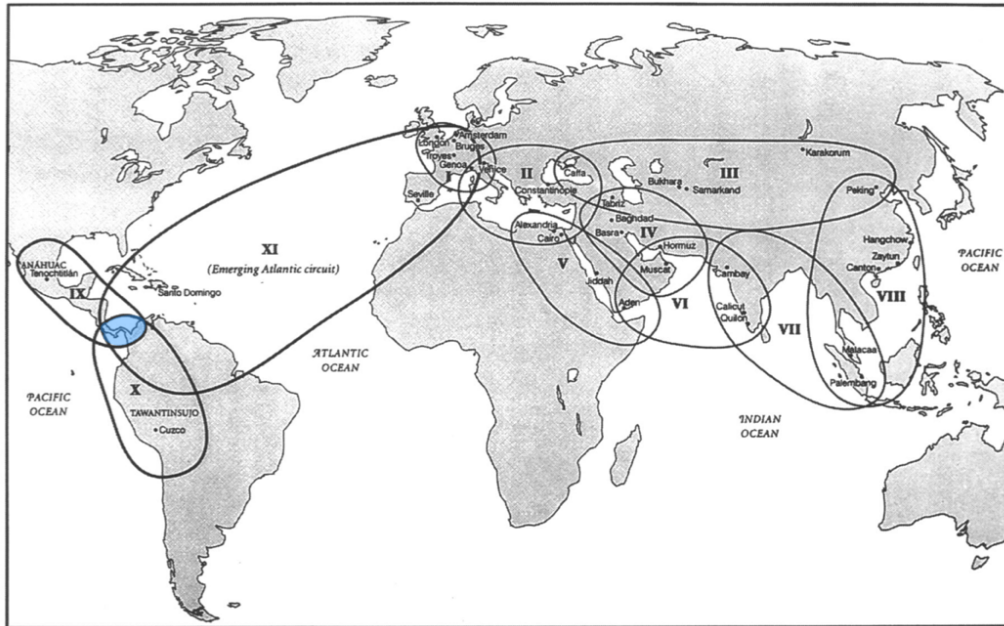 Amsterdam
London
Bruges
Troyes
Genoa
Venice
I
II
III
Karakorum
Caffa
Bukhara
Samarkand
Peking
Seville
Constantinople
Tabriz
Baghdad
Alexandria
Cairo
Basra
IV
Hormuz
Hangchow
PACIFIC
OCEAN
XI
(Emerging Atlantic circuit)
ANÁHUAC
Tenochtitlán
IX
Santo Domingo
V
Jiddah
Muscat
Cambay
Zaytun
Canton
VIII
Aden
VI
Calicut
Quilon
VII
ATLANTIC
OCEAN
Malacaa
Palembang
PACIFIC
OCEAN
X
TAWANTINSUJO
Cuzco
INDIAN
OCEAN